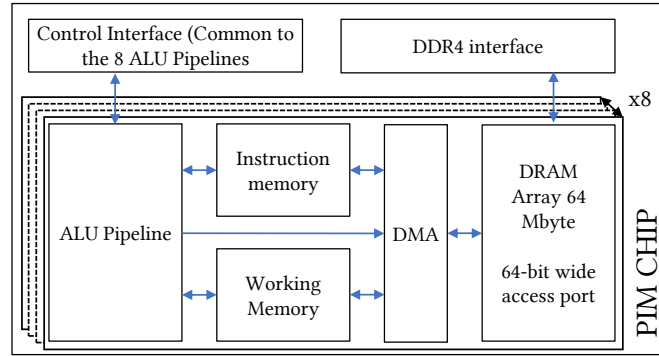 Control Interface (Common to
the 8 ALU Pipelines
DDR4 interface
x8
ALU Pipeline
Instruction
memory
Working
Memory
DMA
DRAM
Array 64
Mbyte
64-bit wide
access port
PIM CHIP